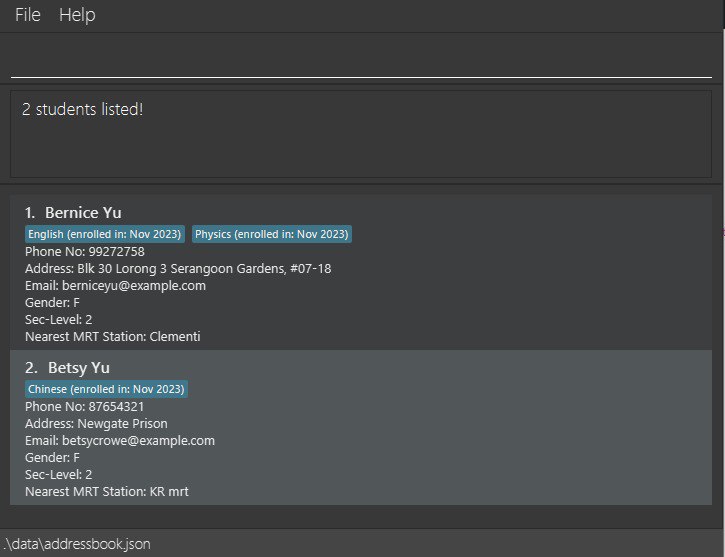 File Help
2 students listed!
1. Bernice Yu
English (enrolled in: Nov 2023) Physics (enrolled in: Nov 2023)
Phone No: 99272758
Address: Blk 30 Lorong 3 Serangoon Gardens, #07-18
Email: berniceyu@example.com
Gender: F
Sec-Level: 2
Nearest MRT Station: Clementi
2. Betsy Yu
Chinese (enrolled in: Nov 2023)
Phone No: 87654321
Address: Newgate Prison
Email: betsycrowe@example.com
Gender: F
Sec-Level: 2
Nearest MRT Station: KR mrt
.\data\addressbook.json